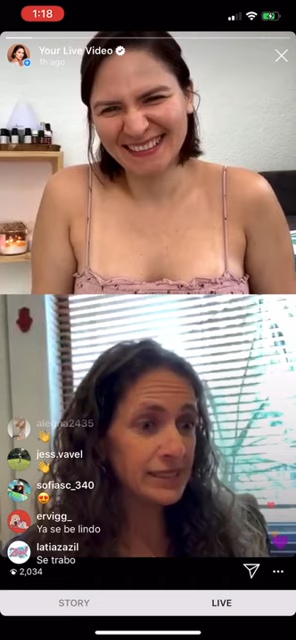 1:18
Your Live Video
1h ago
alegna2435
jess.vavel
sofiasc_340
ervigg_
Ya se be lindo
latiazazil
Se trabo
2,034
STORY
LIVE